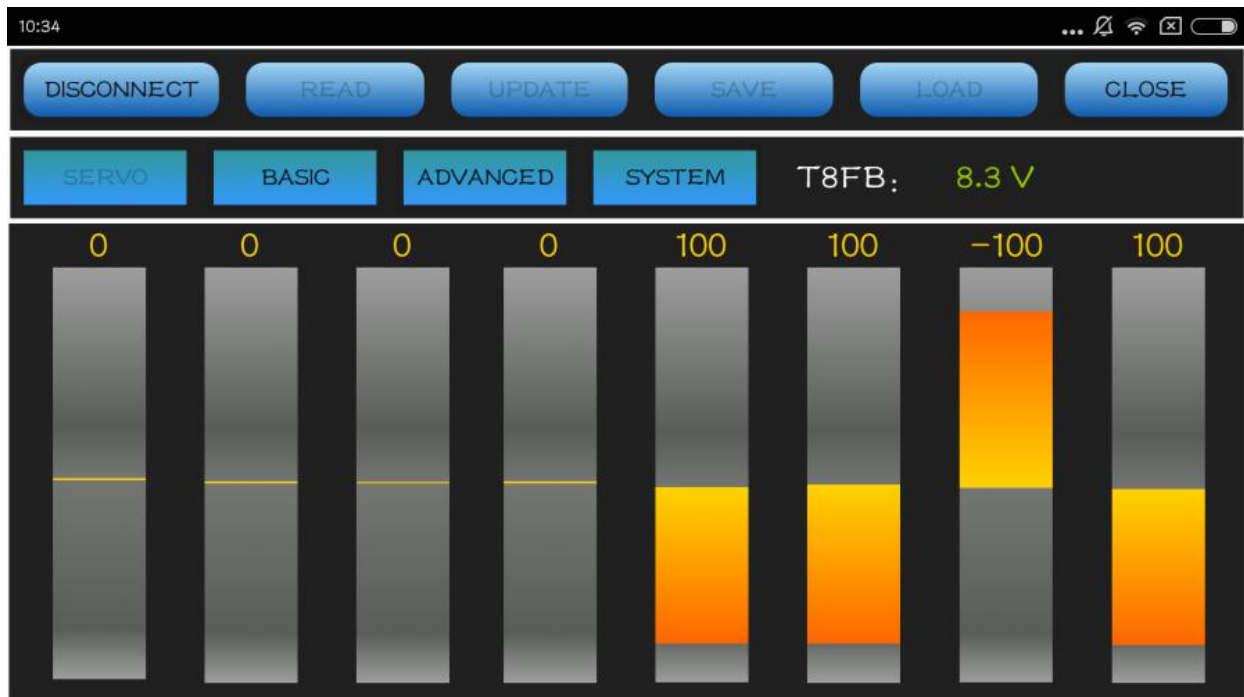 10:34
DISCONNECT READ UPDATE SAVE LOAD CLOSE
SERVO BASIC ADVANCED SYSTEM T8FB: 8.3 V
0 0 0 0 100 100 -100 100